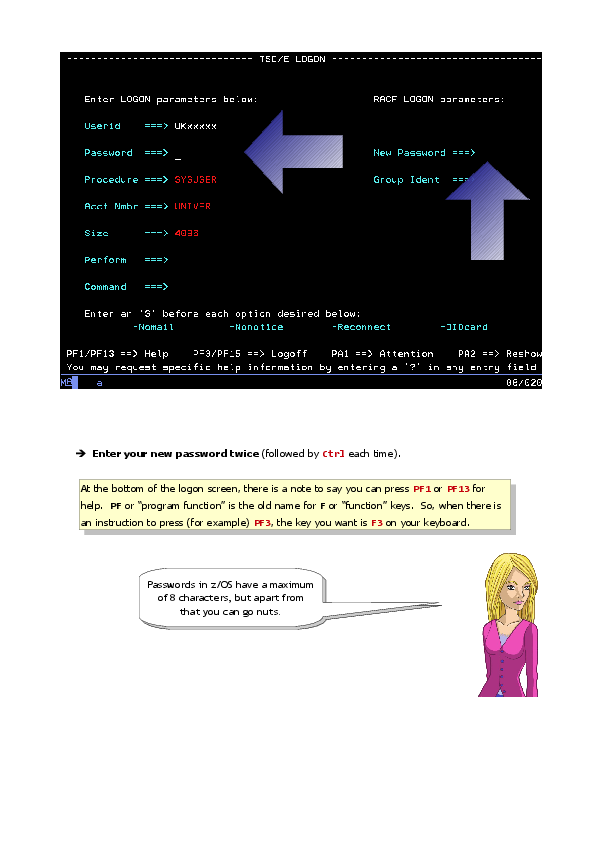 ------------------------------- TSO/E LOGON -----------------------------------
Enter LOGON parameters below: RACF LOGON parameters:
Userid ===> UKxxxxx
Password ===> _ New Password ===>
Procedure ===> SYSUSER Group Ident ===>
Acct Nmbr ===> UNIVER
Size ===> 4096
Perform ===>
Command ===>
Enter an 'S' before each option desired below:
-Nomail -Nonotice -Reconnect -OIDcard
PF1/PF13 ==> Help PF3/PF15 ==> Logoff PA1 ==> Attention PA2 ==> Reshow
You may request specific help information by entering a '?' in any entry field
MA a 08/020
➔ Enter your new password twice (followed by Ctrl each time).
At the bottom of the logon screen, there is a note to say you can press PF1 or PF13 for
help. PF or “program function” is the old name for F or “function” keys. So, when there is
an instruction to press (for example) PF3, the key you want is F3 on your keyboard.
Passwords in z/OS have a maximum
of 8 characters, but apart from
that you can go nuts.